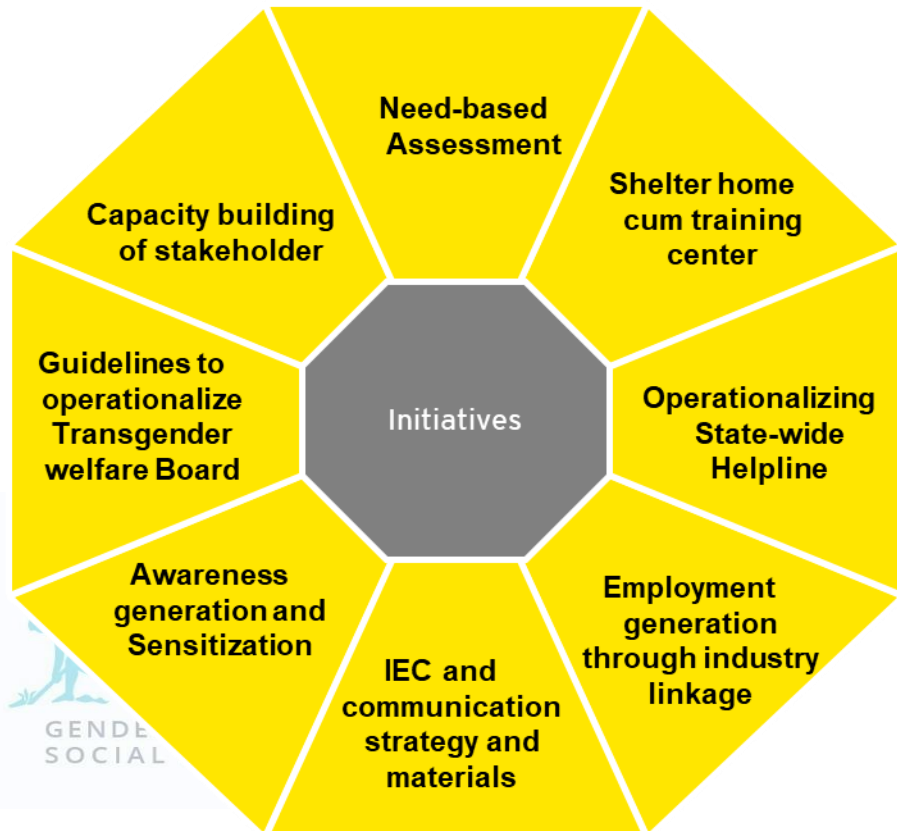 Need-based
Assessment
Shelter home
cum training
center
Operationalizing
State-wide
Helpline
Employment
generation
through industry
linkage
IEC and
communication
strategy and
materials
Awareness
generation and
Sensitization
Guidelines to
operationalize
Transgender
welfare Board
Capacity building
of stakeholder
Initiatives
GENDE
SOCIAL